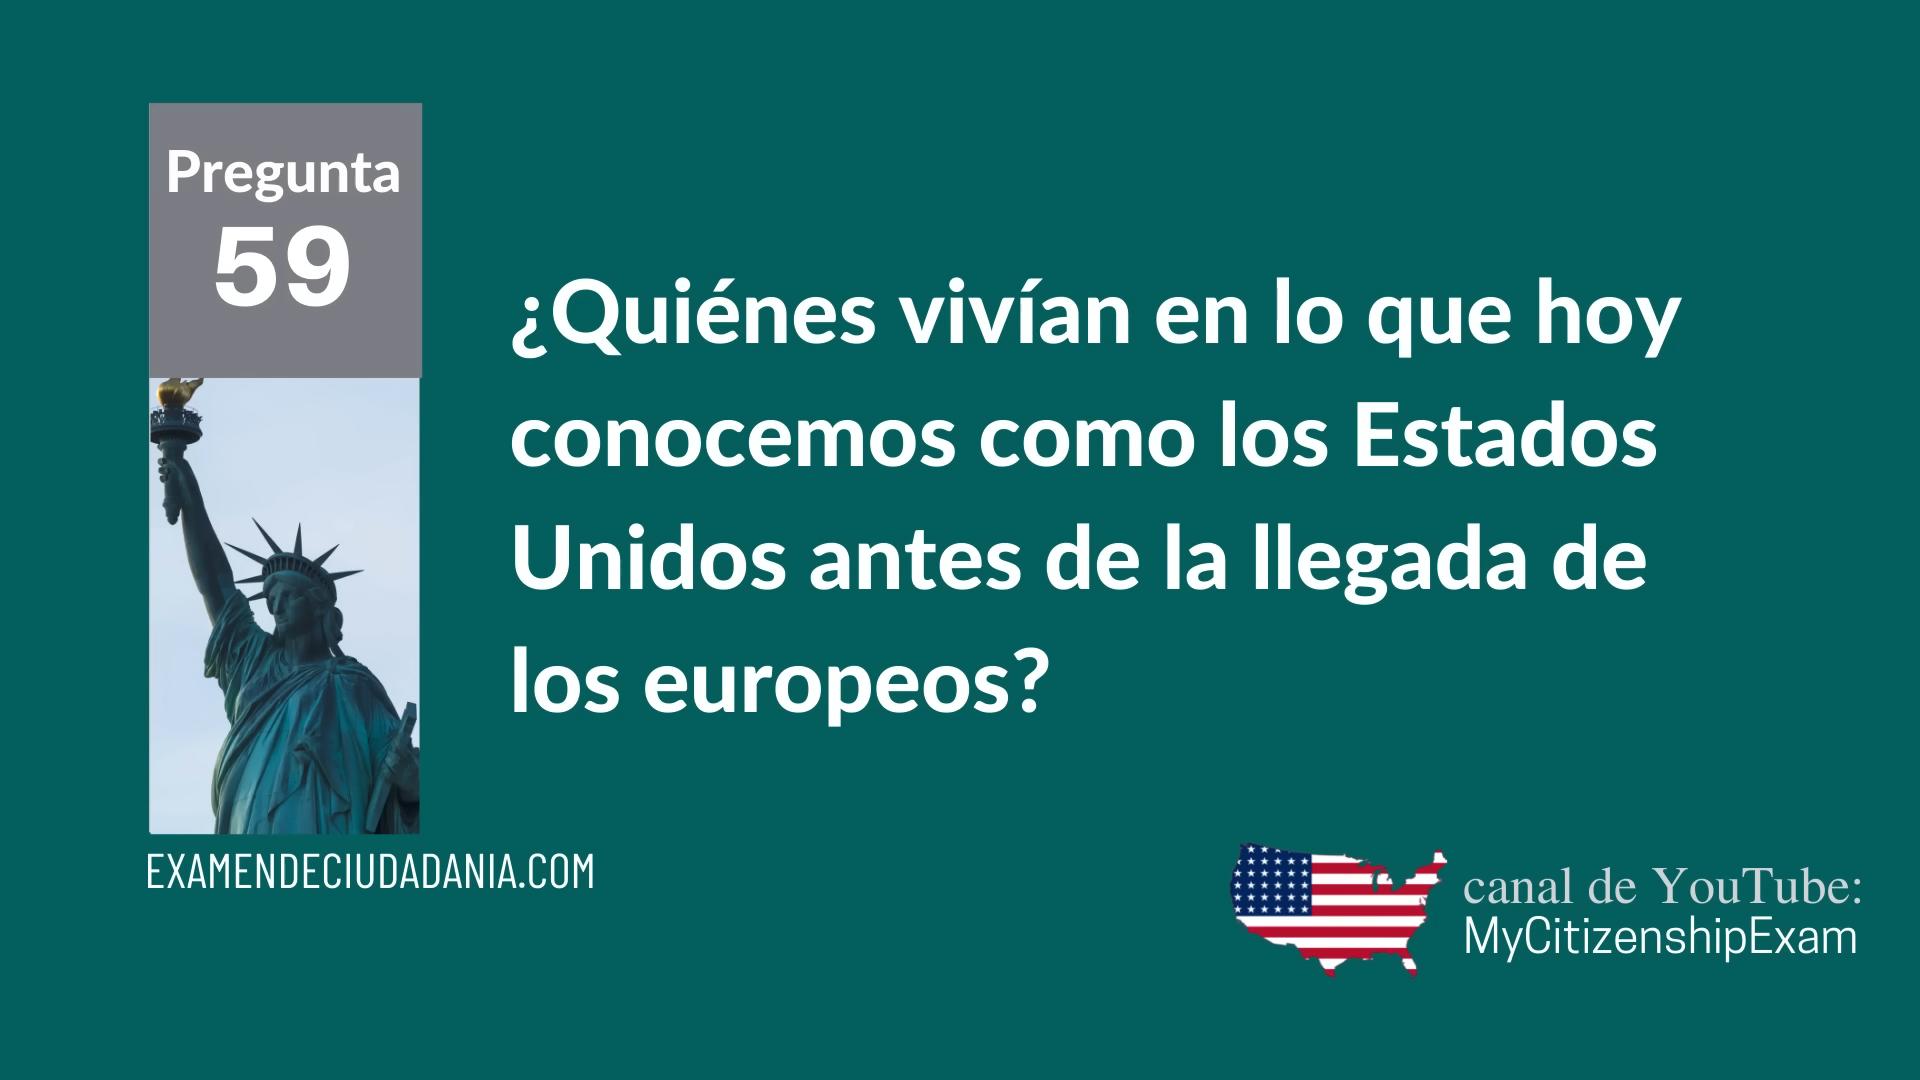 Pregunta
59
¿Quiénes vivían en lo que hoy
conocemos como los Estados
Unidos antes de la llegada de
los europeos?
EXAMENDECIUDADANIA.COM
canal de YouTube:
MyCitizenshipExam